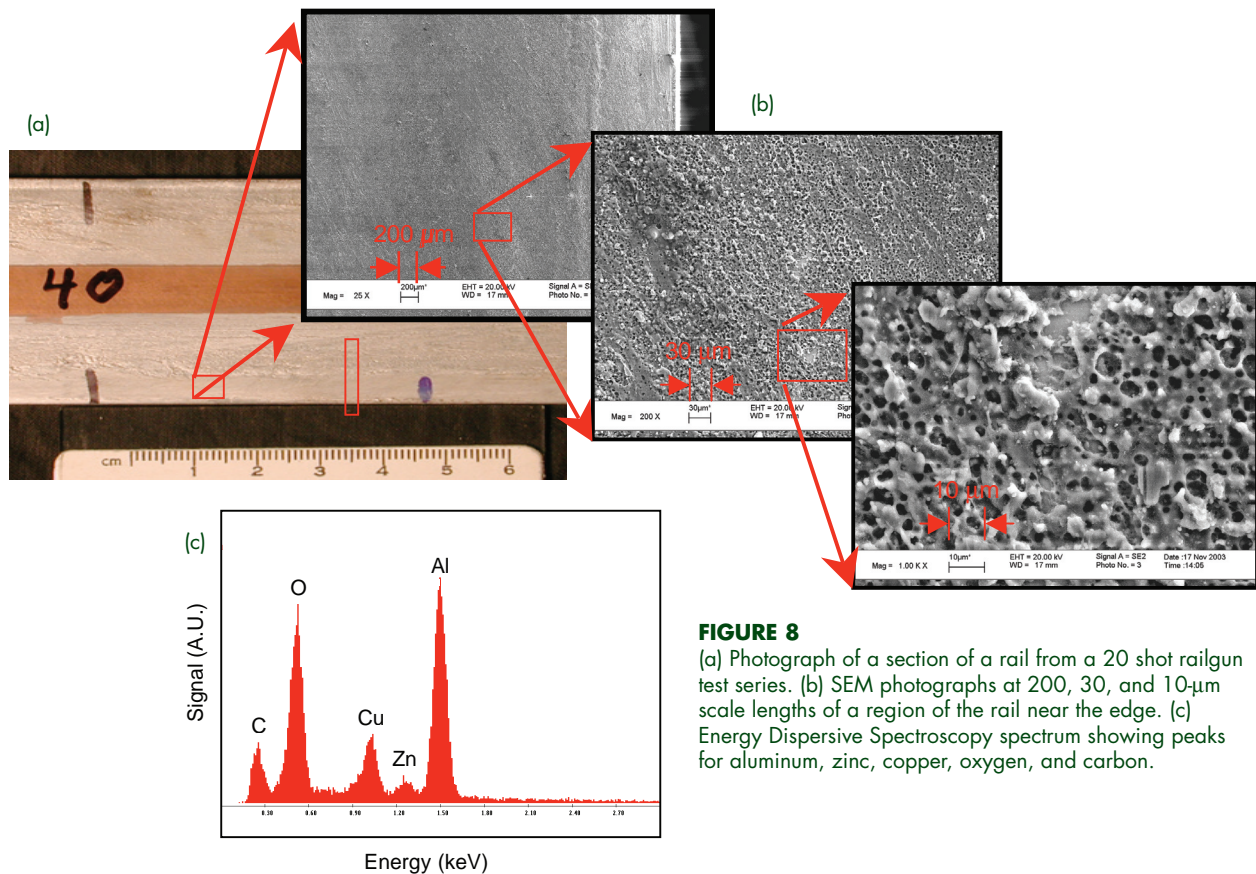 (a)
(b)
200 µm
Mag = 25 X
200µm*
EHT = 20.00 kV
WD = 17 mm
Signal A = SE
Photo No. =
40
30 µm
Mag = 200 X
30µm*
EHT = 20.00 kV
WD = 17 mm
Sign
Pho
10 µm
Mag = 1.00 K X
10µm*
EHT = 20.00 kV
WD = 17 mm
Signal A = SE2
Photo No. = 3
Date :17 Nov 2003
Time :14:05
cm 1 2 3 4 5 6
(c)
C
O
Cu
Zn
Al
Signal (A.U.)
0.30 0.60 0.90 1.20 1.50 1.80 2.10 2.40 2.70
Energy (keV)
FIGURE 8
(a) Photograph of a section of a rail from a 20 shot railgun
test series. (b) SEM photographs at 200, 30, and 10-µm
scale lengths of a region of the rail near the edge. (c)
Energy Dispersive Spectroscopy spectrum showing peaks
for aluminum, zinc, copper, oxygen, and carbon.